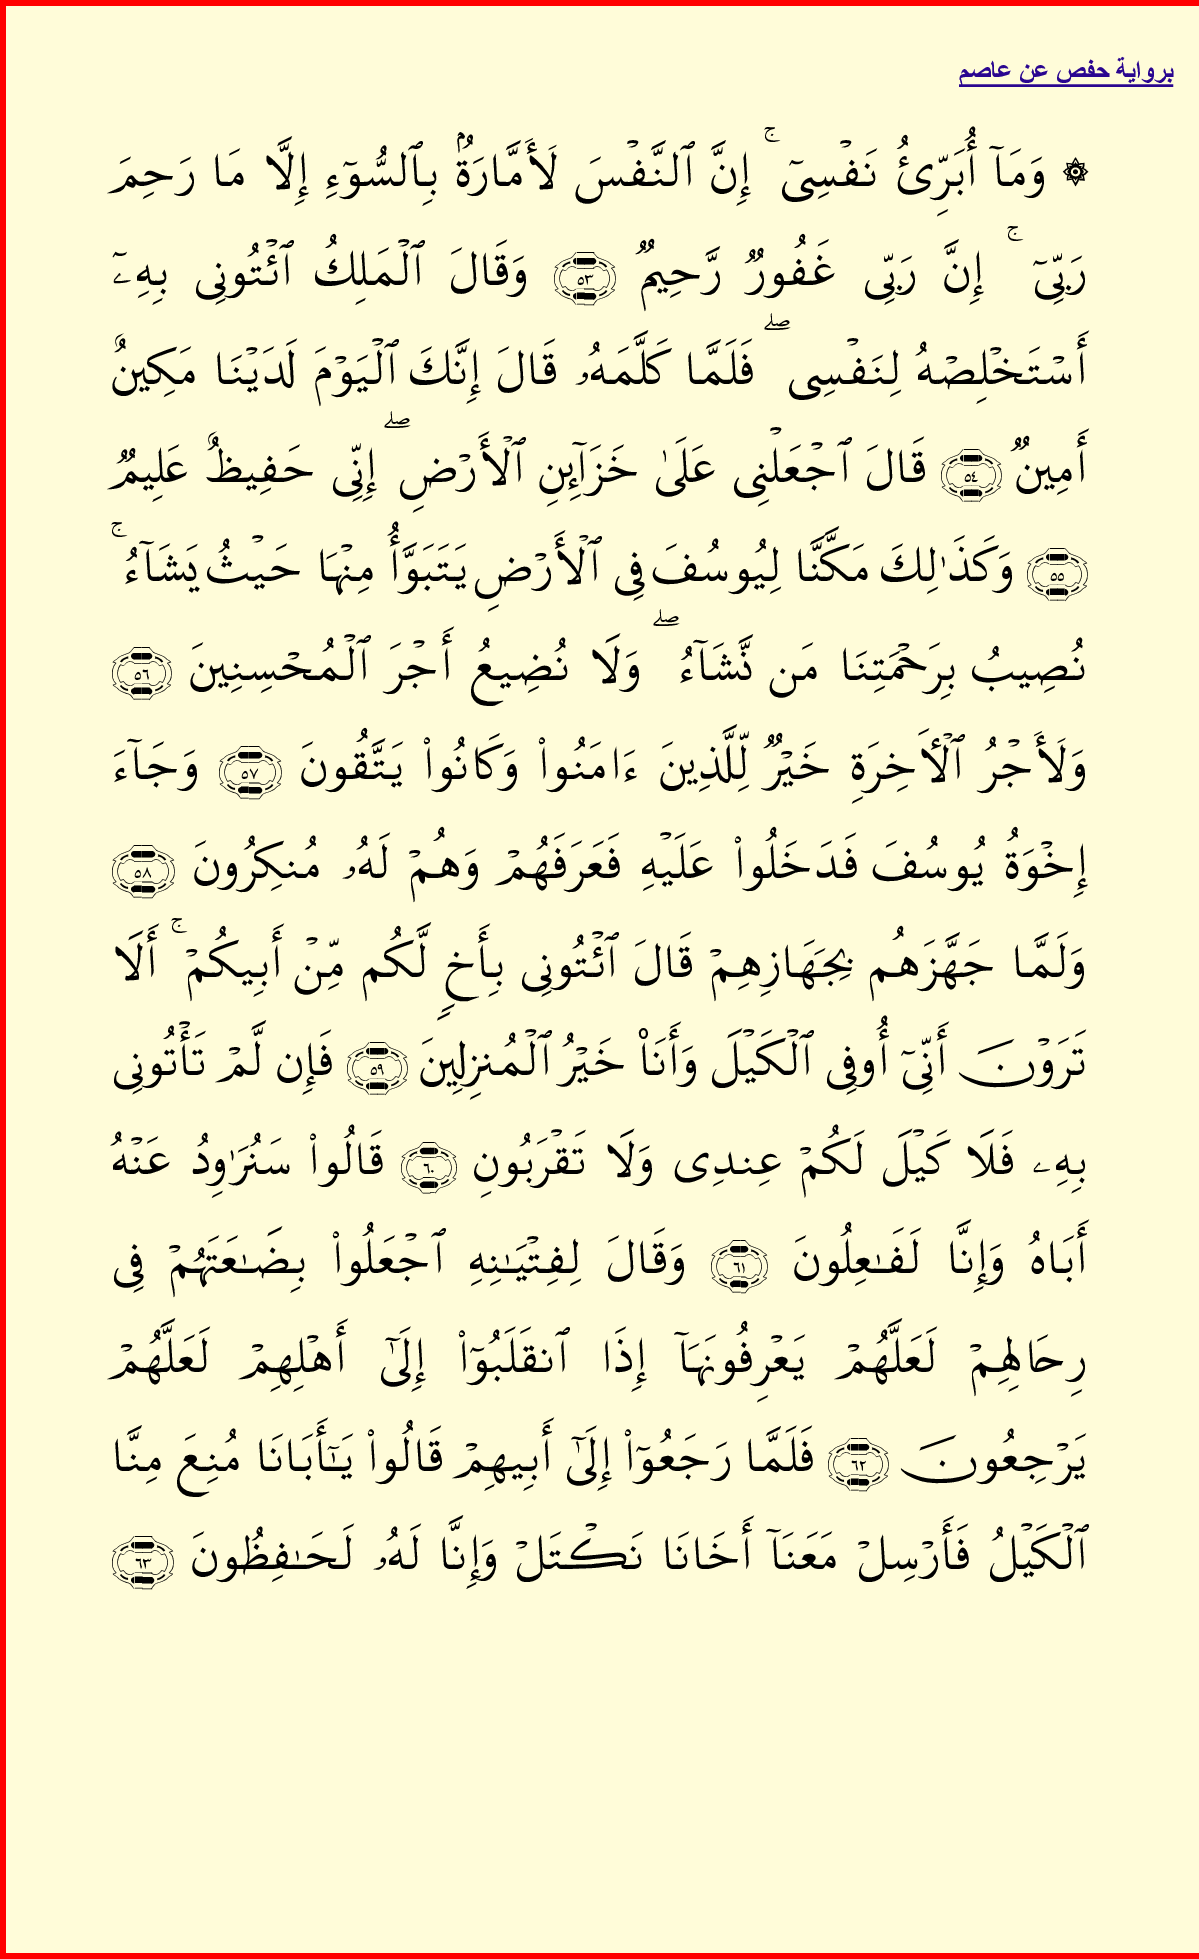 برواية حفص عن عاصم
۞ وَمَآ أُبَرِّئُ نَفْسِىٓ ۚ إِنَّ ٱلنَّفْسَ لَأَمَّارَةٌۢ بِٱلسُّوٓءِ إِلَّا مَا رَحِمَ
رَبِّىٓ ۚ إِنَّ رَبِّى غَفُورٌ رَّحِيمٌ ٥٣ وَقَالَ ٱلْمَلِكُ ٱئْتُونِى بِهِۦٓ
أَسْتَخْلِصْهُ لِنَفْسِى ۖ فَلَمَّا كَلَّمَهُۥ قَالَ إِنَّكَ ٱلْيَوْمَ لَدَيْنَا مَكِينٌ
أَمِينٌ ٥٤ قَالَ ٱجْعَلْنِى عَلَىٰ خَزَآئِنِ ٱلْأَرْضِ ۖ إِنِّى حَفِيظٌ عَلِيمٌ
٥٥ وَكَذَٰلِكَ مَكَّنَّا لِيُوسُفَ فِى ٱلْأَرْضِ يَتَبَوَّأُ مِنْهَا حَيْثُ يَشَآءُ ۚ
نُصِيبُ بِرَحْمَتِنَا مَن نَّشَآءُ ۖ وَلَا نُضِيعُ أَجْرَ ٱلْمُحْسِنِينَ ٥٦
وَلَأَجْرُ ٱلْـَٔاخِرَةِ خَيْرٌ لِّلَّذِينَ ءَامَنُوا۟ وَكَانُوا۟ يَتَّقُونَ ٥٧ وَجَآءَ
إِخْوَةُ يُوسُفَ فَدَخَلُوا۟ عَلَيْهِ فَعَرَفَهُمْ وَهُمْ لَهُۥ مُنكِرُونَ ٥٨
وَلَمَّا جَهَّزَهُم بِجَهَازِهِمْ قَالَ ٱئْتُونِى بِأَخٍ لَّكُم مِّنْ أَبِيكُمْ ۚ أَلَا
تَرَوْنَ أَنِّىٓ أُوفِى ٱلْكَيْلَ وَأَنَا۠ خَيْرُ ٱلْمُنزِلِينَ ٥٩ فَإِن لَّمْ تَأْتُونِى
بِهِۦ فَلَا كَيْلَ لَكُمْ عِندِى وَلَا تَقْرَبُونِ ٦٠ قَالُوا۟ سَنُرَٰوِدُ عَنْهُ
أَبَاهُ وَإِنَّا لَفَـٰعِلُونَ ٦١ وَقَالَ لِفِتْيَـٰنِهِ ٱجْعَلُوا۟ بِضَـٰعَتَهُمْ فِى
رِحَالِهِمْ لَعَلَّهُمْ يَعْرِفُونَهَآ إِذَا ٱنقَلَبُوٓا۟ إِلَىٰٓ أَهْلِهِمْ لَعَلَّهُمْ
يَرْجِعُونَ ٦٢ فَلَمَّا رَجَعُوٓا۟ إِلَىٰٓ أَبِيهِمْ قَالُوا۟ يَـٰٓأَبَانَا مُنِعَ مِنَّا
ٱلْكَيْلُ فَأَرْسِلْ مَعَنَآ أَخَانَا نَكْتَلْ وَإِنَّا لَهُۥ لَحَـٰفِظُونَ ٦٣